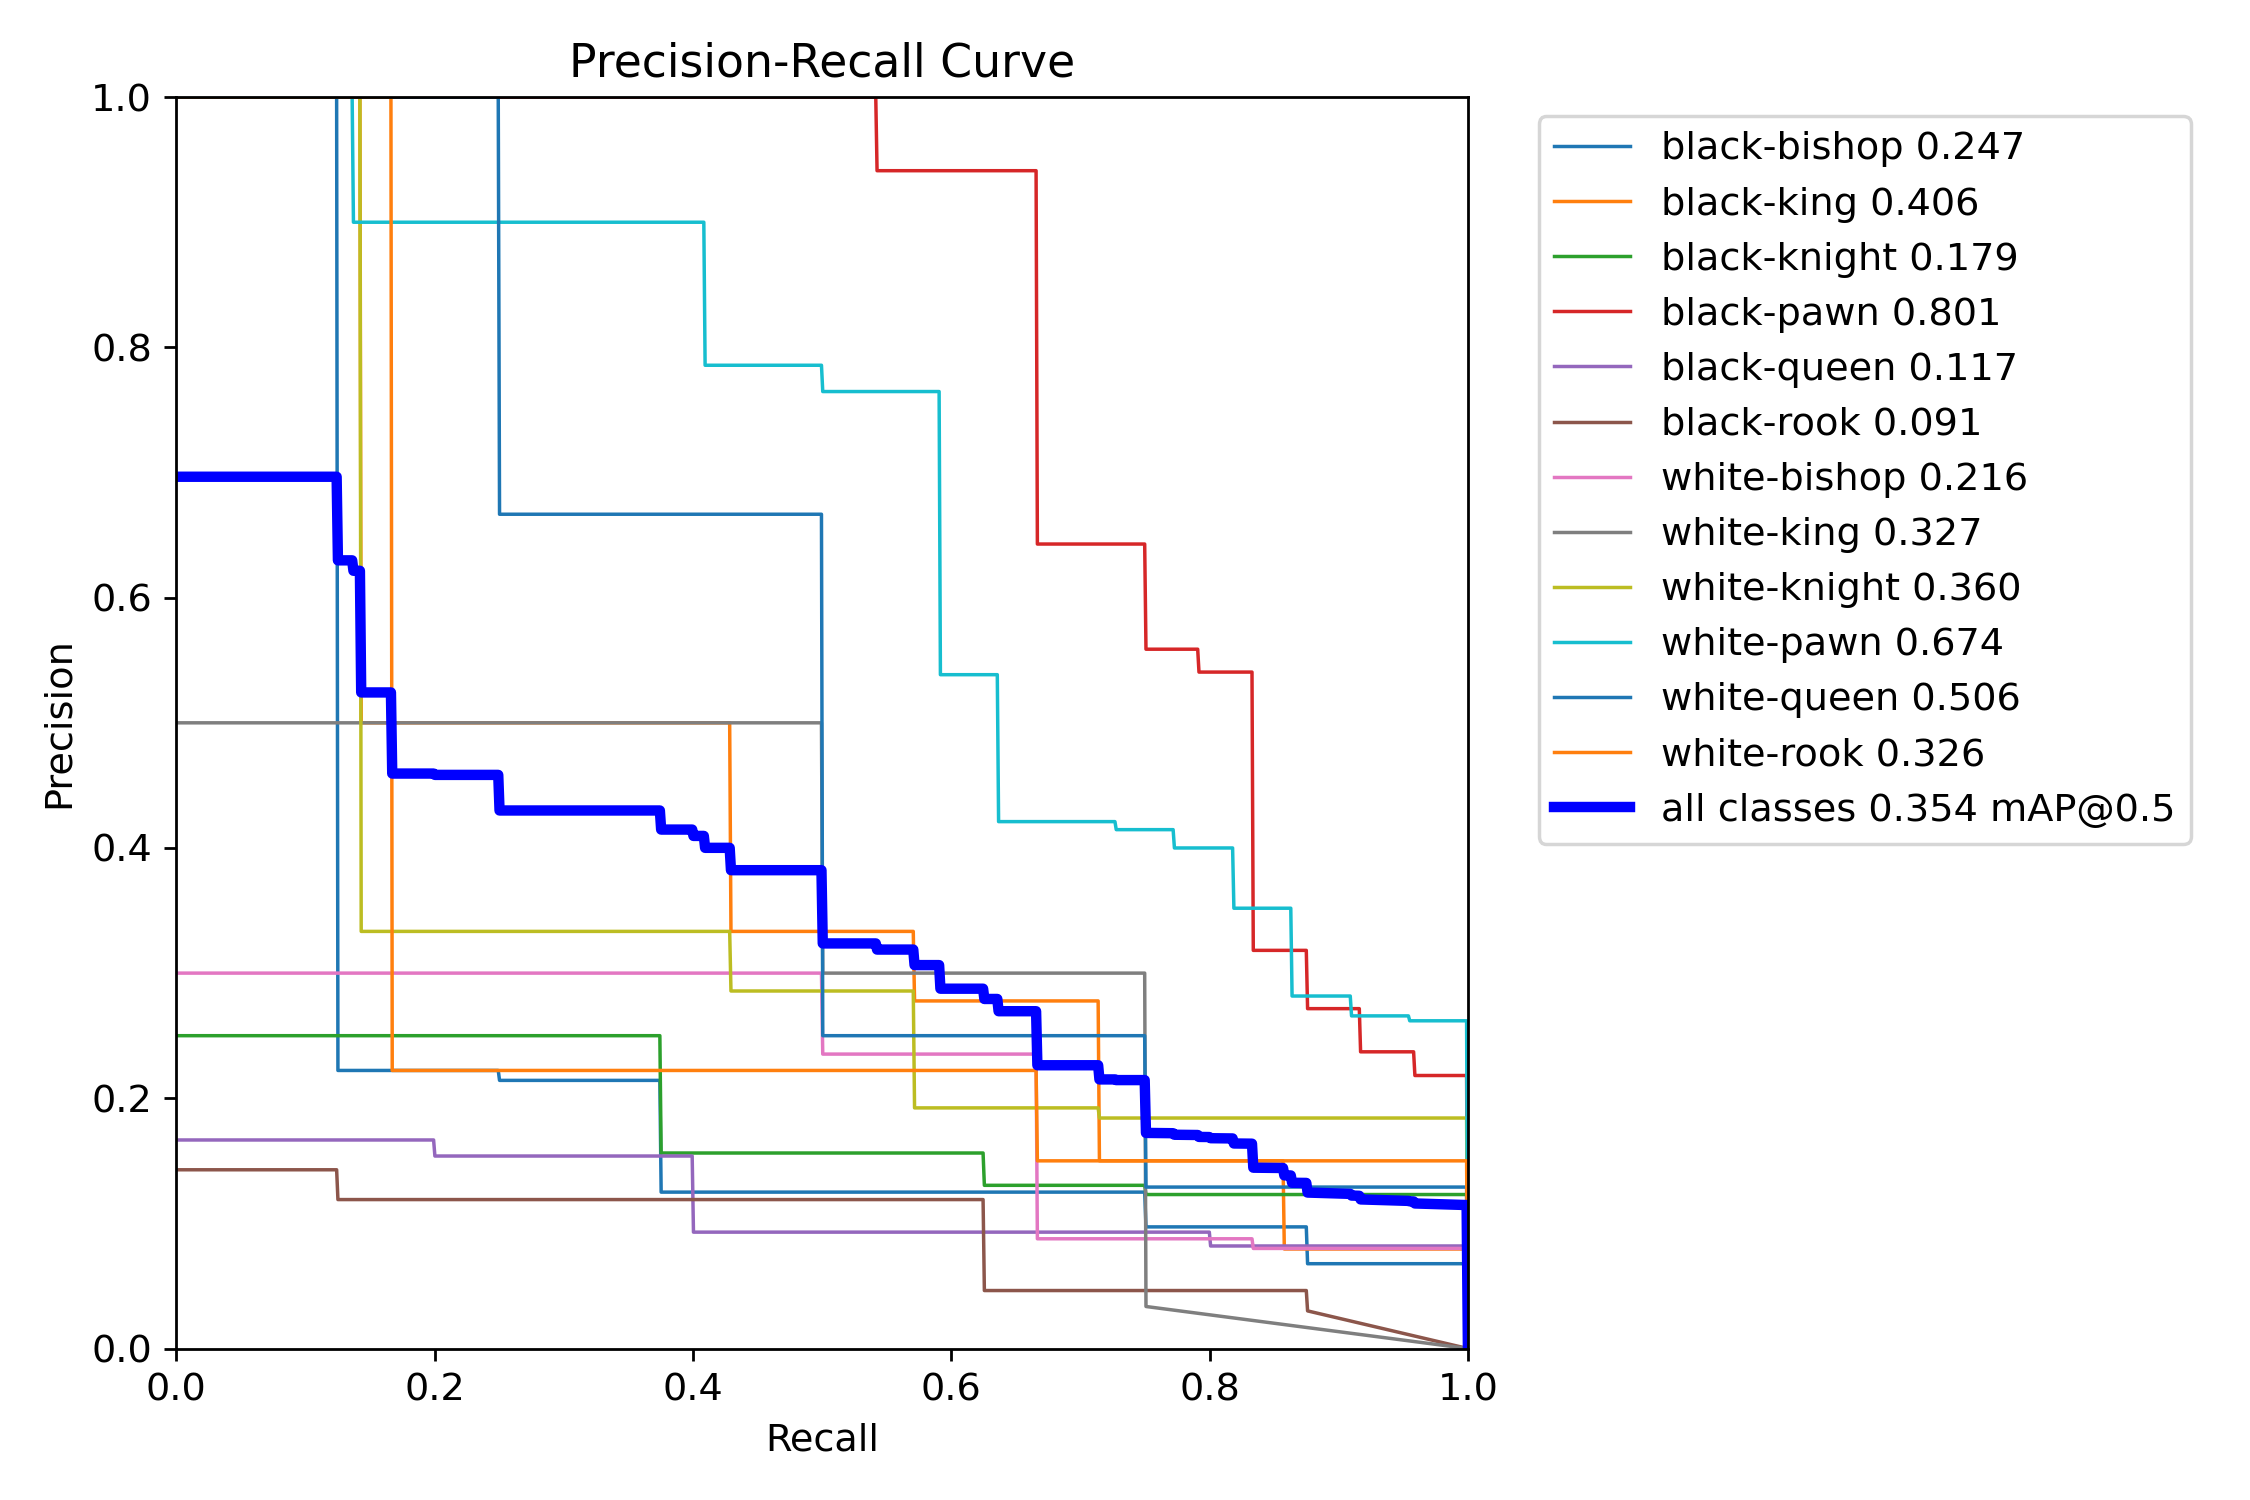 Precision-Recall Curve
1.0
0.8
0.6
0.4
0.2
0.0
Precision
0.0 0.2 0.4 0.6 0.8 1.0
Recall
black-bishop 0.247
black-king 0.406
black-knight 0.179
black-pawn 0.801
black-queen 0.117
black-rook 0.091
white-bishop 0.216
white-king 0.327
white-knight 0.360
white-pawn 0.674
white-queen 0.506
white-rook 0.326
all classes 0.354 mAP@0.5